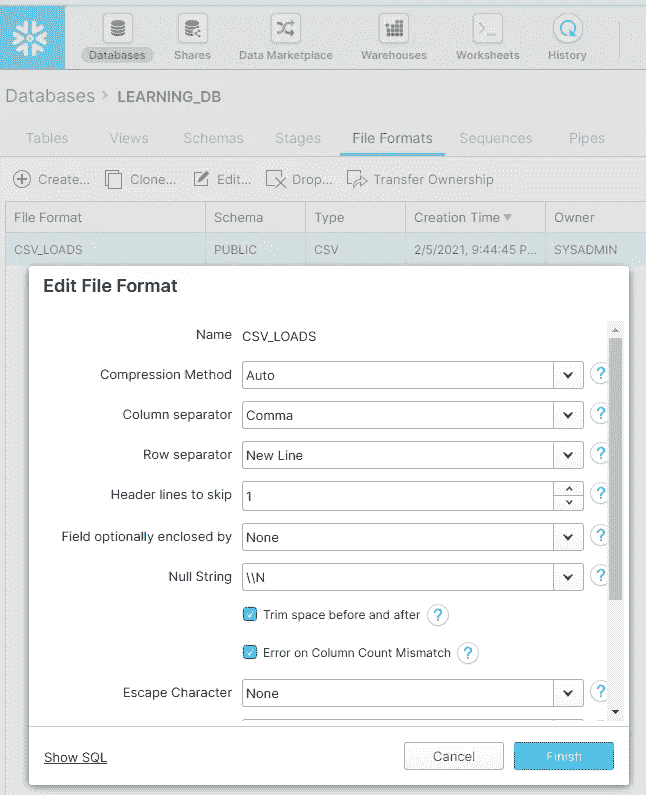 Databases Shares Data Marketplace Warehouses Worksheets History
Databases > LEARNING_DB
Tables Views Schemas Stages File Formats Sequences Pipes
Create... Clone... Edit... Drop... Transfer Ownership
File Format Schema Type Creation Time ▼ Owner
CSV_LOADS PUBLIC CSV 2/5/2021, 9:44:45 P... SYSADMIN
Edit File Format
Name CSV_LOADS
Compression Method Auto ?
Column separator Comma ?
Row separator New Line ?
Header lines to skip 1 ?
Field optionally enclosed by None ?
Null String \\N ?
Trim space before and after ?
Error on Column Count Mismatch ?
Escape Character None ?
Show SQL Cancel Finish